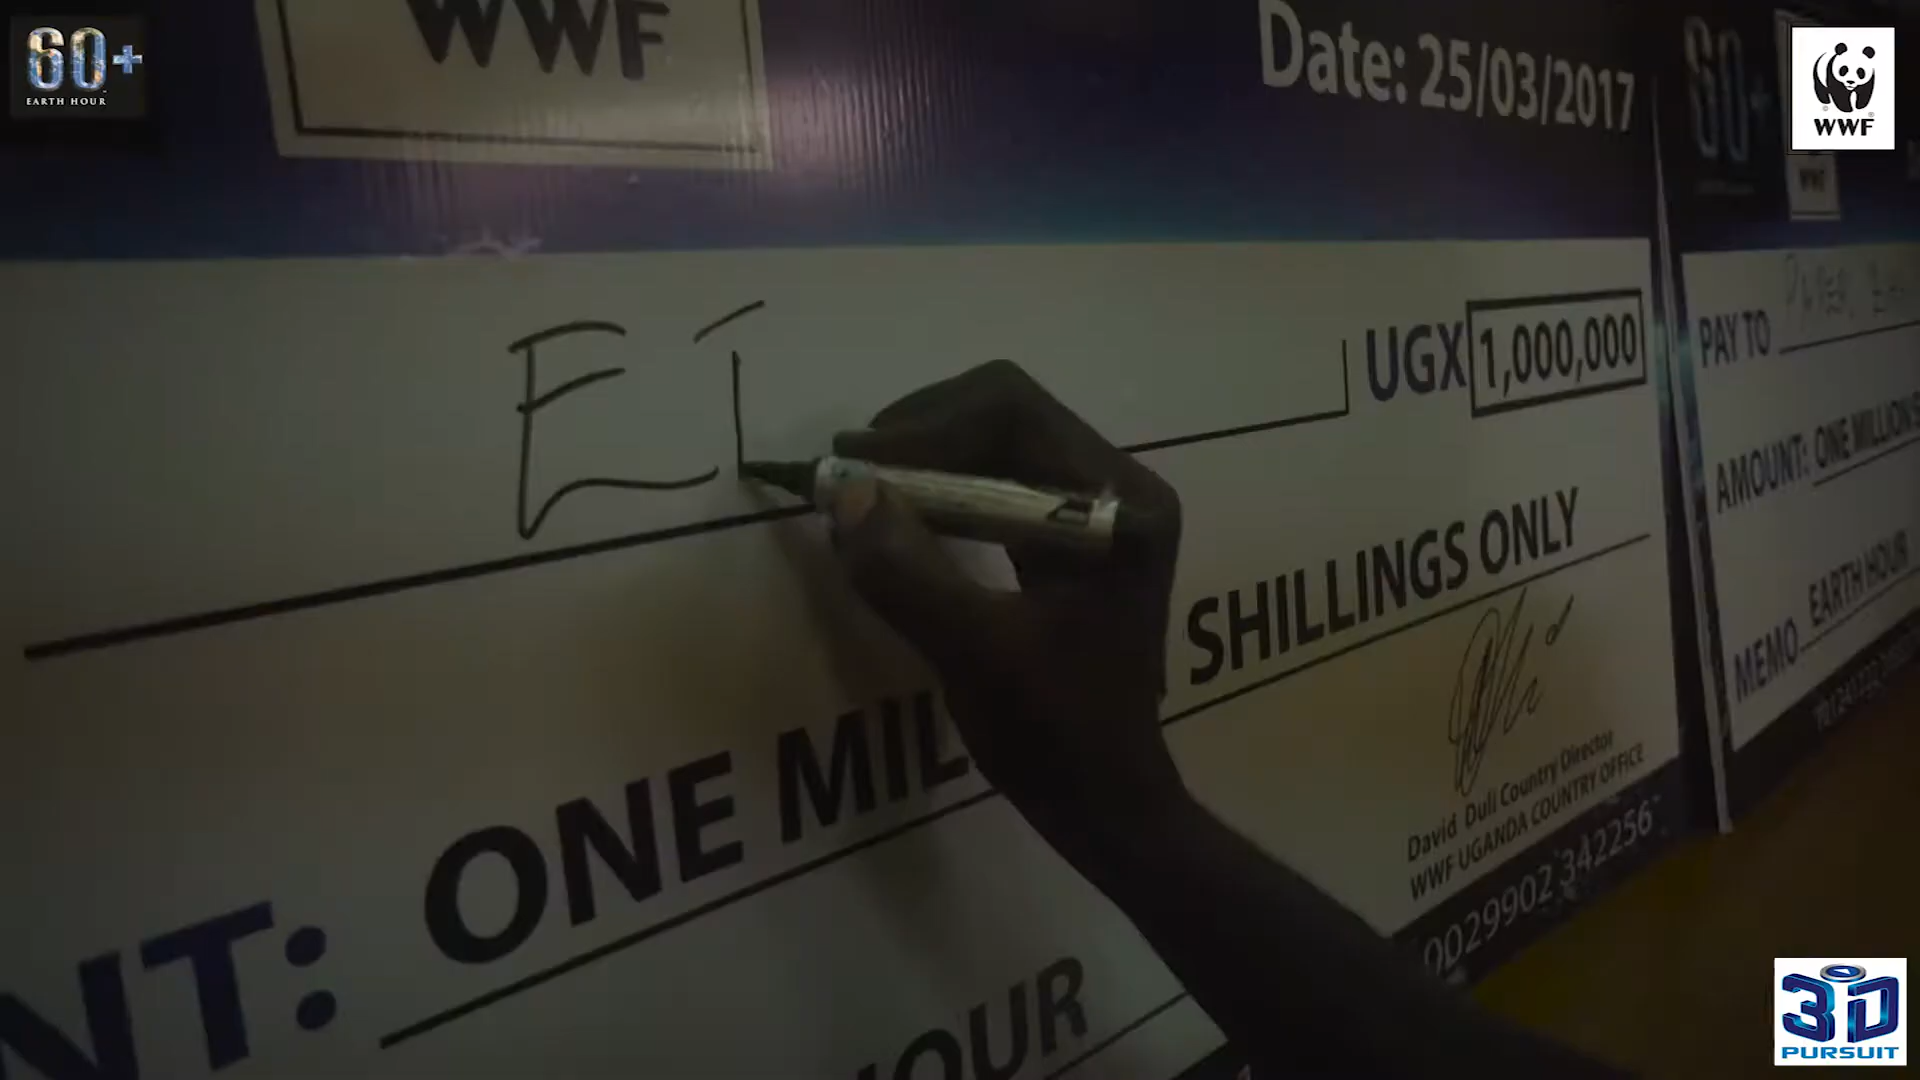 60+
EARTH HOUR
WWF
Date: 25/03/2017
WWF
60+
WWF
E
UGX 1,000,000
NT: ONE MIL
SHILLINGS ONLY
David Duli Country Director
WWF UGANDA COUNTRY OFFICE
0029902 342256
HOUR
PAY TO
AMOUNT: ONE MILLION S
MEMO EARTH HOUR
3D
PURSUIT